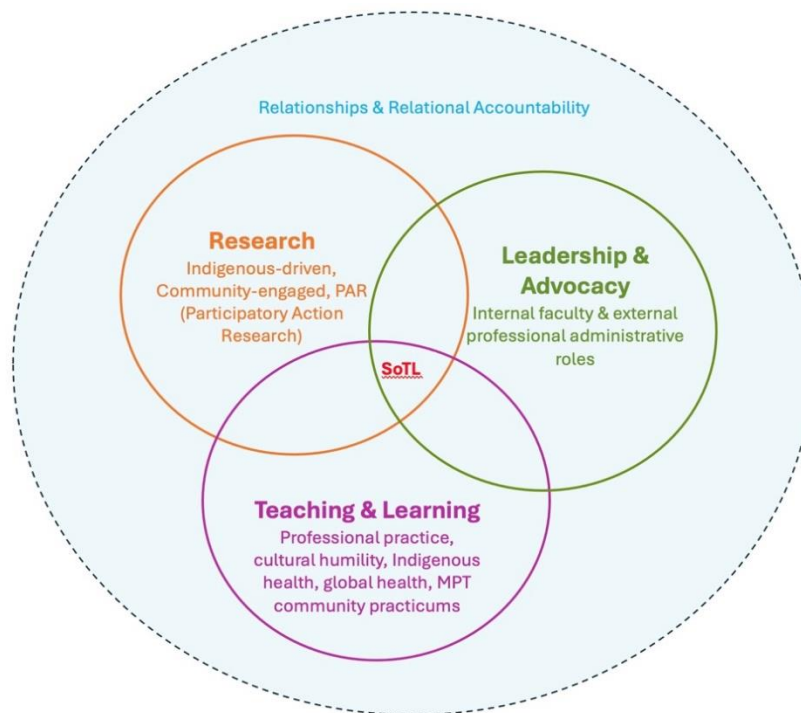 Relationships & Relational Accountability
Research
Indigenous-driven,
Community-engaged, PAR
(Participatory Action
Research)
Leadership &
Advocacy
Internal faculty & external
professional administrative
roles
SoTL
Teaching & Learning
Professional practice,
cultural humility, Indigenous
health, global health, MPT
community practicums